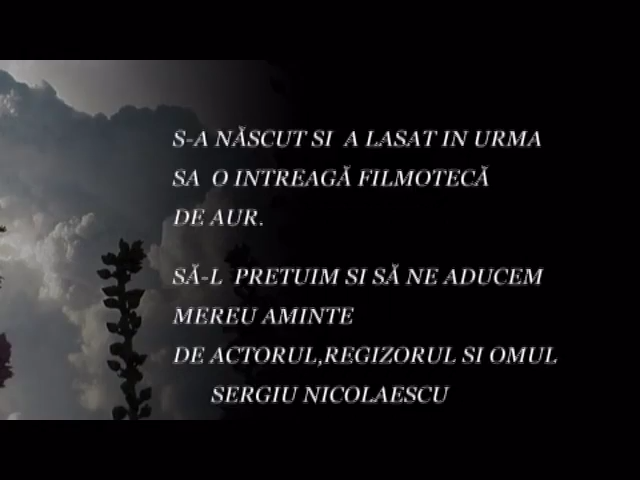 S-A NĂSCUT SI A LASAT IN URMA
SA O INTREAGĂ FILMOTECĂ
DE AUR.
SĂ-L PRETUIM SI SĂ NE ADUCEM
MEREU AMINTE
DE ACTORUL,REGIZORUL SI OMUL
SERGIU NICOLAESCU